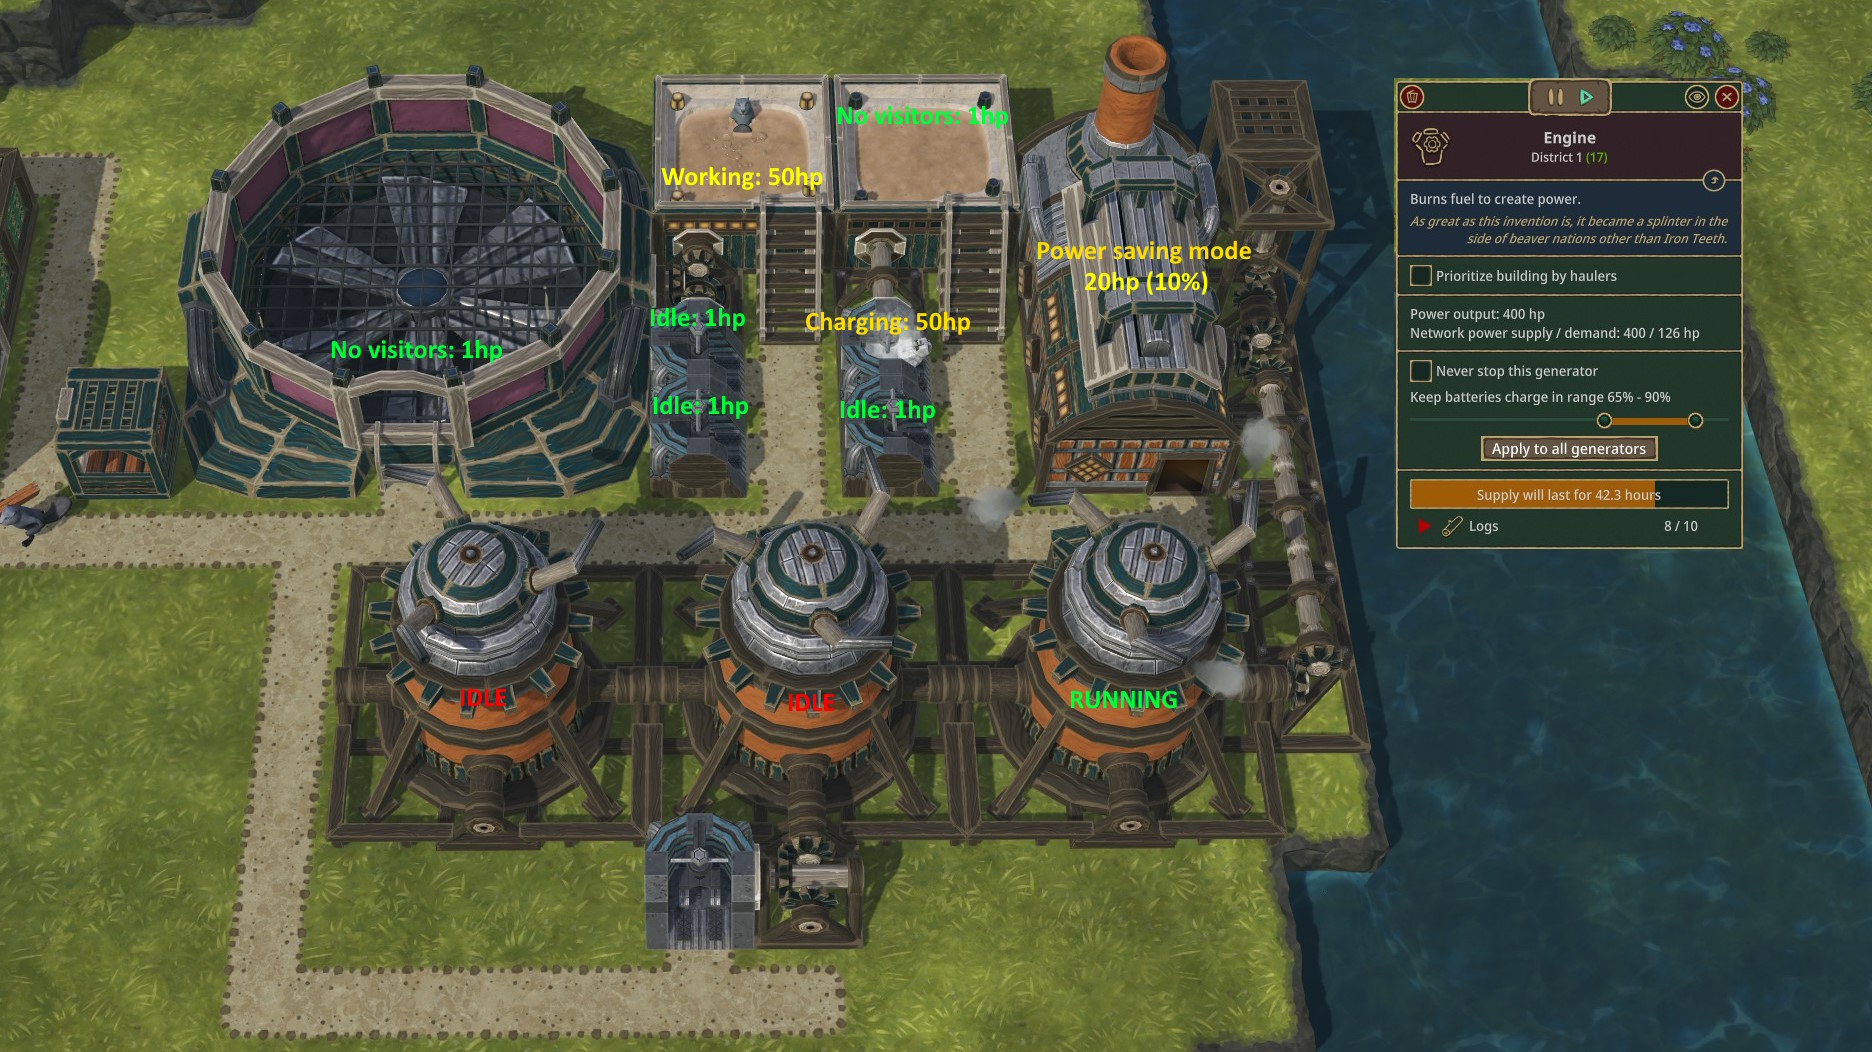 No visitors: 1hp
Working: 50hp
Power saving mode
20hp (10%)
Idle: 1hp
Charging: 50hp
No visitors: 1hp
Idle: 1hp
Idle: 1hp
IDLE
IDLE
RUNNING
Engine
District 1 (17)
Burns fuel to create power.
As great as this invention is, it became a splinter in the
side of beaver nations other than Iron Teeth.
Prioritize building by haulers
Power output: 400 hp
Network power supply / demand: 400 / 126 hp
Never stop this generator
Keep batteries charge in range 65% - 90%
Apply to all generators
Supply will last for 42.3 hours
Logs 8 / 10